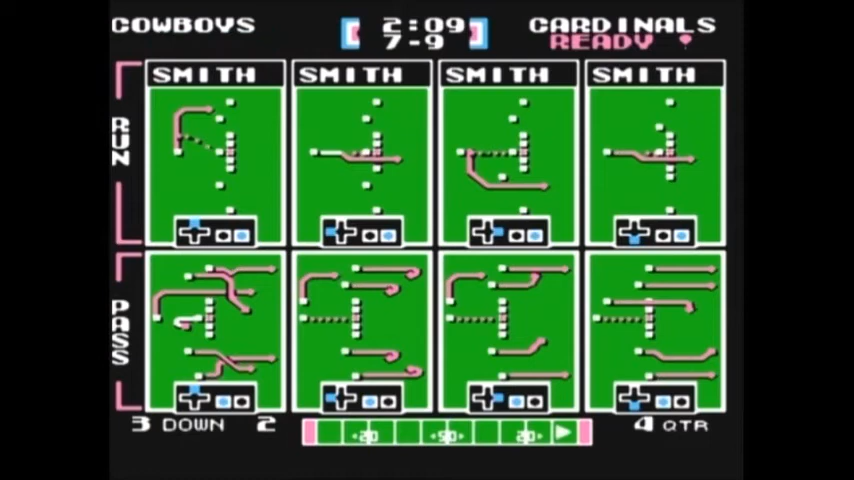 COWBOYS 2:09 CARDINALS
7-9 READY
SMITH SMITH SMITH SMITH
RUN
PASS
3 DOWN 2 20 50 20 4 QTR